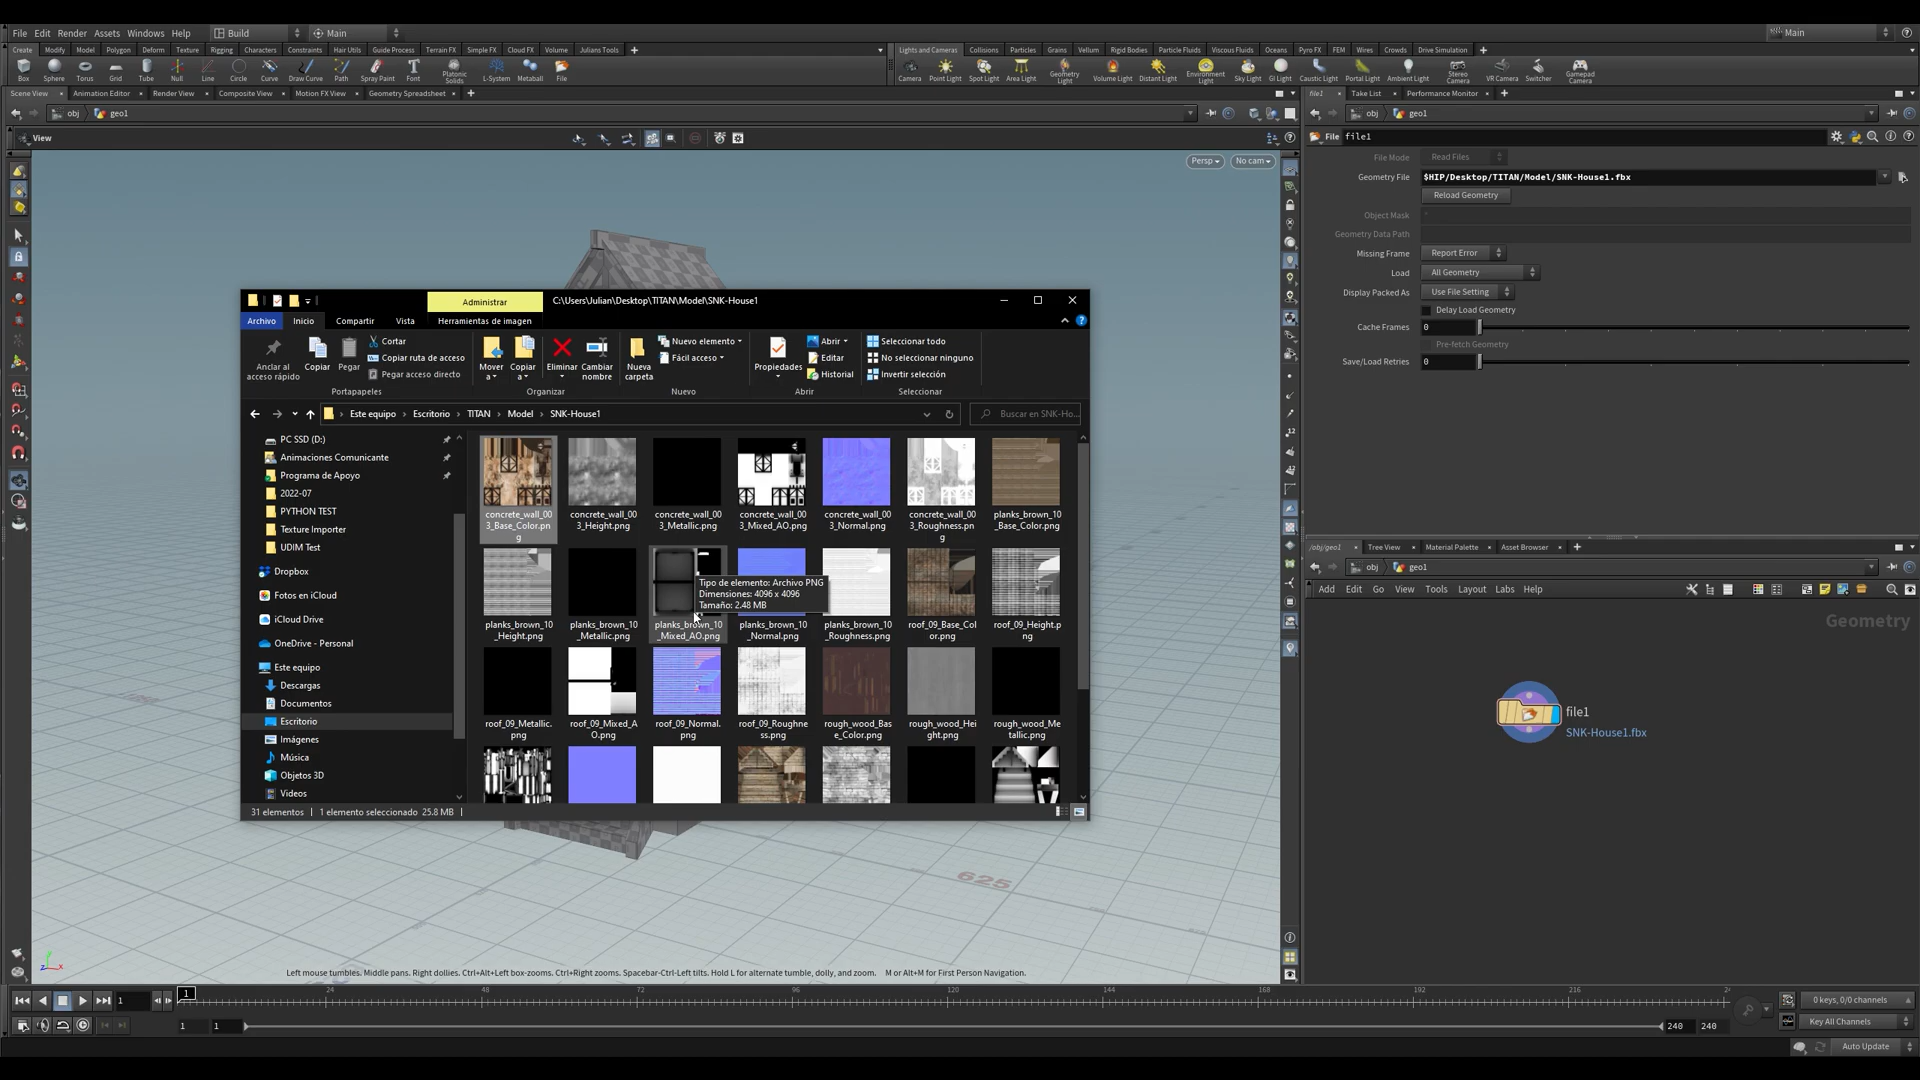 File Edit Render Assets Windows Help Build Main Main
Create Modify Model Polygon Deform Texture Rigging Characters Constraints Hair Utils Guide Process Terrain FX Simple FX Cloud FX Volume Julians Tools
Lights and Cameras Collisions Particles Grains Vellum Rigid Bodies Particle Fluids Viscous Fluids Oceans Pyro FX FEM Wires Crowds Drive Simulation
Box Sphere Torus Grid Tube Null Line Circle Curve Draw Curve Path Spray Paint Font Platonic Solids L-System Metaball File
Camera Point Light Spot Light Area Light Geometry Light Volume Light Distant Light Environment Light Sky Light GI Light Caustic Light Portal Light Ambient Light Stereo Camera VR Camera Switcher Gamepad Camera
Scene View Animation Editor Render View Composite View Motion FX View Geometry Spreadsheet
file1 Take List Performance Monitor
obj geo1
obj geo1
View
Persp No cam
File file1
File Mode Read Files
Geometry File $HIP/Desktop/TITAN/Model/SNK-House1.fbx
Reload Geometry
Object Mask *
Geometry Data Path
Missing Frame Report Error
Load All Geometry
Display Packed As Use File Setting
Delay Load Geometry
Cache Frames 0
Pre-fetch Geometry
Save/Load Retries 0
Administrar C:\Users\Julian\Desktop\TITAN\Model\SNK-House1
Archivo Inicio Compartir Vista Herramientas de imagen
Anclar al acceso rápido
Copiar
Pegar
Cortar
Copiar ruta de acceso
Pegar acceso directo
Portapapeles
Mover a
Copiar a
Eliminar
Cambiar nombre
Organizar
Nueva carpeta
Nuevo elemento
Fácil acceso
Nuevo
Propiedades
Abrir
Editar
Historial
Abrir
Seleccionar todo
No seleccionar ninguno
Invertir selección
Seleccionar
Este equipo Escritorio TITAN Model SNK-House1
Buscar en SNK-Ho...
PC SSD (D:)
Animaciones Comunicante
Programa de Apoyo
2022-07
PYTHON TEST
Texture Importer
UDIM Test
Dropbox
Fotos en iCloud
iCloud Drive
OneDrive - Personal
Este equipo
Descargas
Documentos
Escritorio
Imágenes
Música
Objetos 3D
Videos
concrete_wall_003_Base_Color.png
concrete_wall_003_Height.png
concrete_wall_003_Metallic.png
concrete_wall_003_Mixed_AO.png
concrete_wall_003_Normal.png
concrete_wall_003_Roughness.png
planks_brown_10_Base_Color.png
planks_brown_10_Height.png
planks_brown_10_Metallic.png
planks_brown_10_Mixed_AO.png
planks_brown_10_Normal.png
planks_brown_10_Roughness.png
roof_09_Base_Color.png
roof_09_Height.png
Tipo de elemento: Archivo PNG
Dimensiones: 4096 x 4096
Tamaño: 2.48 MB
roof_09_Metallic.png
roof_09_Mixed_AO.png
roof_09_Normal.png
roof_09_Roughness.png
rough_wood_Base_Color.png
rough_wood_Height.png
rough_wood_Metallic.png
31 elementos 1 elemento seleccionado 25.8 MB
625
Left mouse tumbles. Middle pans. Right dollies. Ctrl+Alt+Left box-zooms. Ctrl+Right zooms. Spacebar-Ctrl-Left tilts. Hold L for alternate tumble, dolly, and zoom. M or Alt+M for First Person Navigation.
/obj/geo1 Tree View Material Palette Asset Browser
obj geo1
Add Edit Go View Tools Layout Labs Help
Geometry
file1
SNK-House1.fbx
1 1 24 48 72 96 120 144 168 192 216
0 keys, 0/0 channels
1 1 240 240
Key All Channels
Auto Update